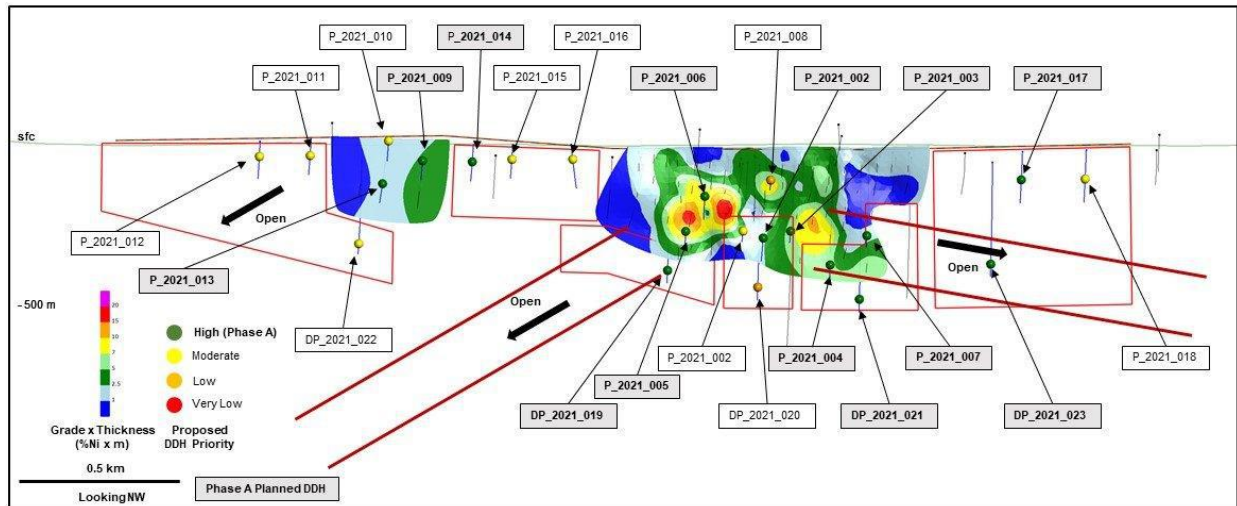 P_2021_010
P_2021_014
P_2021_016
P_2021_008
P_2021_011
P_2021_009
P_2021_015
P_2021_006
P_2021_002
P_2021_003
P_2021_017
sfc
Open
P_2021_012
P_2021_013
Open
- 500 m
Open
DP_2021_022
P_2021_002
P_2021_004
P_2021_007
P_2021_018
P_2021_005
DP_2021_019
DP_2021_020
DP_2021_021
DP_2021_023
20
15
10
7
5
2.5
1
High (Phase A)
Moderate
Low
Very Low
Grade x Thickness
(%Ni x m)
Proposed
DDH Priority
0.5 km
Looking NW
Phase A Planned DDH